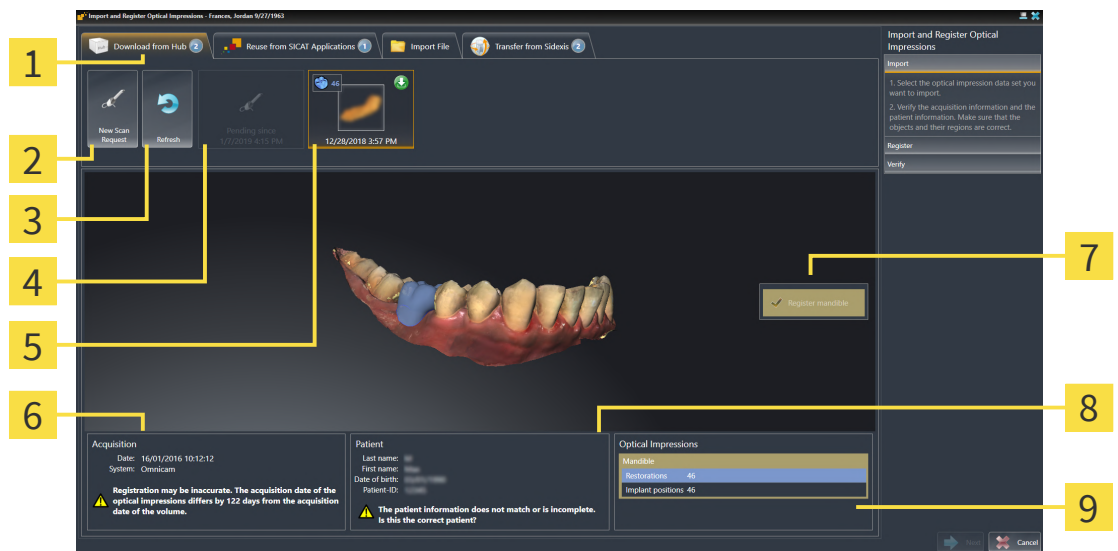 Import and Register Optical Impressions - Frances, Jordan 9/27/1963
Download from Hub 2
Reuse from SICAT Applications 1
Import File
Transfer from Sidexis 2
New Scan
Request
Refresh
Pending since
1/7/2019 4:15 PM
46
12/28/2018 3:57 PM
Import and Register Optical
Impressions
Import
1. Select the optical impression data set you
want to import.
2. Verify the acquisition information and the
patient information. Make sure that the
objects and their regions are correct.
Register
Verify
Register mandible
Acquisition
Date: 16/01/2016 10:12:12
System: Omnicam
Registration may be inaccurate. The acquisition date of the
optical impressions differs by 122 days from the acquisition
date of the volume.
Patient
Last name:
First name:
Date of birth:
Patient-ID:
The patient information does not match or is incomplete.
Is this the correct patient?
Optical Impressions
Mandible
Restorations 46
Implant positions 46
Next
Cancel
1
2
3
4
5
6
7
8
9